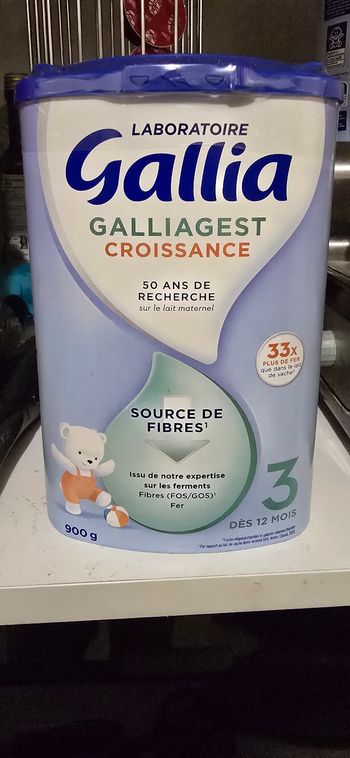 LABORATOIRE
Gallia
GALLIAGEST
CROISSANCE
50 ANS DE
RECHERCHE
sur le lait maternel
33x
PLUS DE FER
que dans le lait
de vache²
SOURCE DE
FIBRES¹
Issu de notre expertise
sur les ferments
Fibres (FOS/GOS)¹
Fer
3
DÈS 12 MOIS
900 g